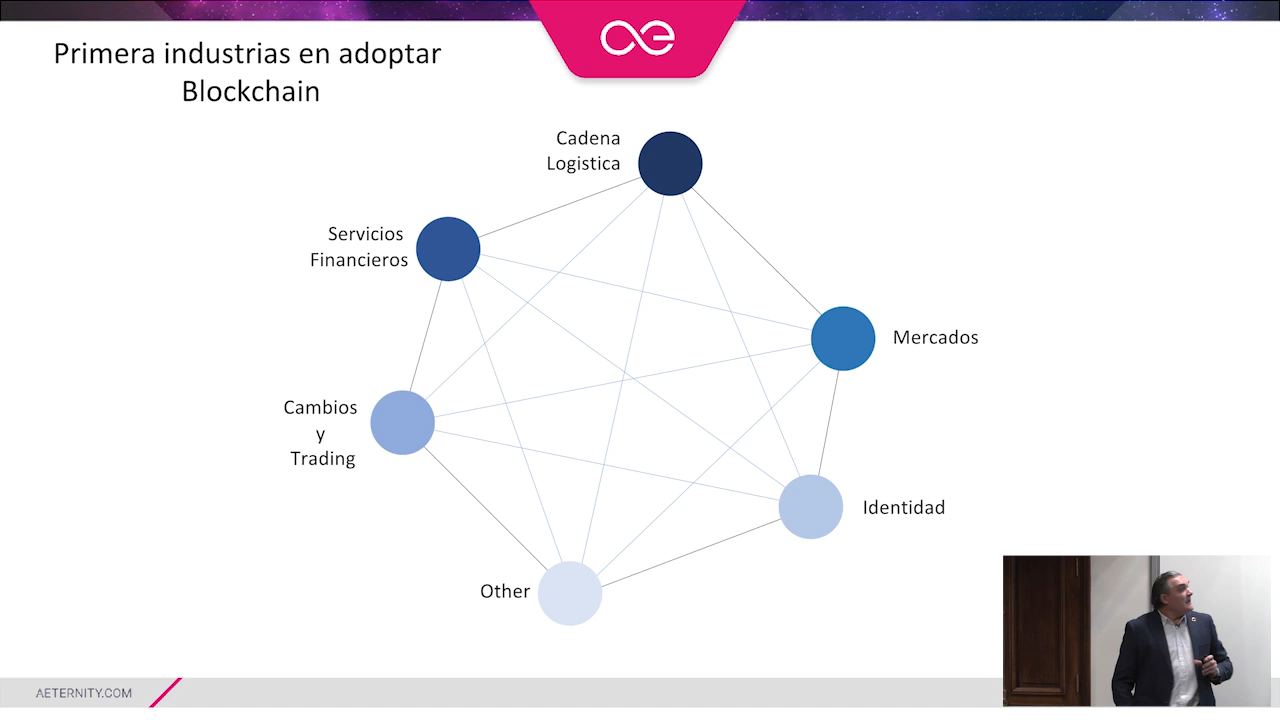 Primera industrias en adoptar
Blockchain
Cadena
Logistica
Servicios
Financieros
Mercados
Cambios
y
Trading
Identidad
Other
AETERNITY.COM